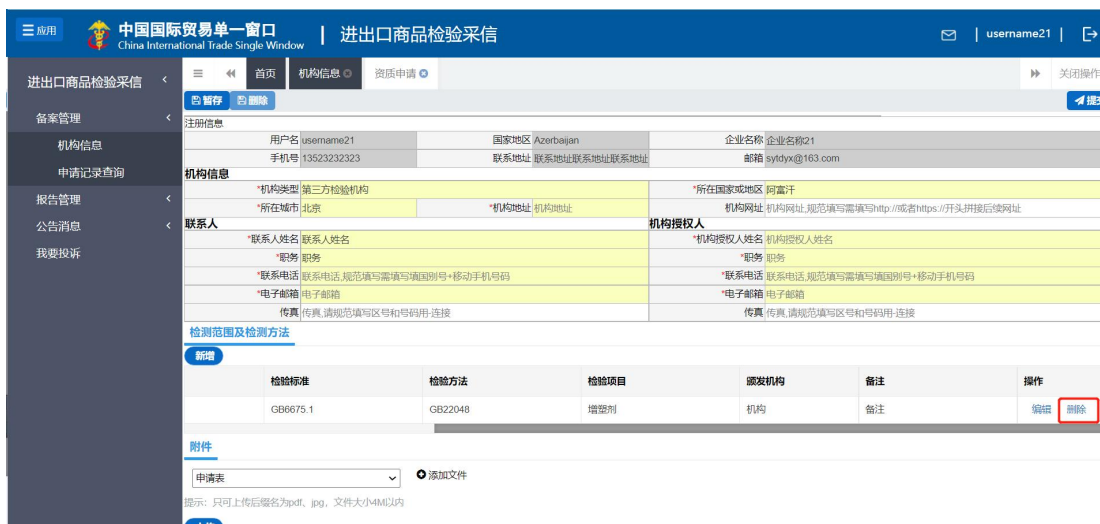 应用 中国国际贸易单一窗口 进出口商品检验采信 username21
China International Trade Single Window
进出口商品检验采信 首页 机构信息 资质申请 关闭操作
暂存 删除 提交
备案管理
机构信息
申请记录查询
报告管理
公告消息
我要投诉
注册信息
用户名 username21 国家地区 Azerbaijan 企业名称 企业名称21
手机号 13523232323 联系地址 联系地址联系地址联系地址 邮箱 sytdyx@163.com
机构信息
*机构类型 第三方检验机构 *所在国家或地区 阿富汗
*所在城市 北京 *机构地址 机构地址 机构网址 机构网址,规范填写需填写http://或者https://开头拼接后续网址
联系人 机构授权人
*联系人姓名 联系人姓名 *机构授权人姓名 机构授权人姓名
*职务 职务 *职务 职务
*联系电话 联系电话,规范填写需填写填国别号+移动手机号码 *联系电话 联系电话,规范填写需填写填国别号+移动手机号码
*电子邮箱 电子邮箱 *电子邮箱 电子邮箱
传真 传真,请规范填写区号和号码用-连接 传真 传真,请规范填写区号和号码用-连接
检测范围及检测方法
新增
检验标准 检验方法 检验项目 颁发机构 备注 操作
GB6675.1 GB22048 增塑剂 机构 备注 编辑 删除
附件
申请表 添加文件
提示：只可上传后缀名为pdf、jpg，文件大小4M以内